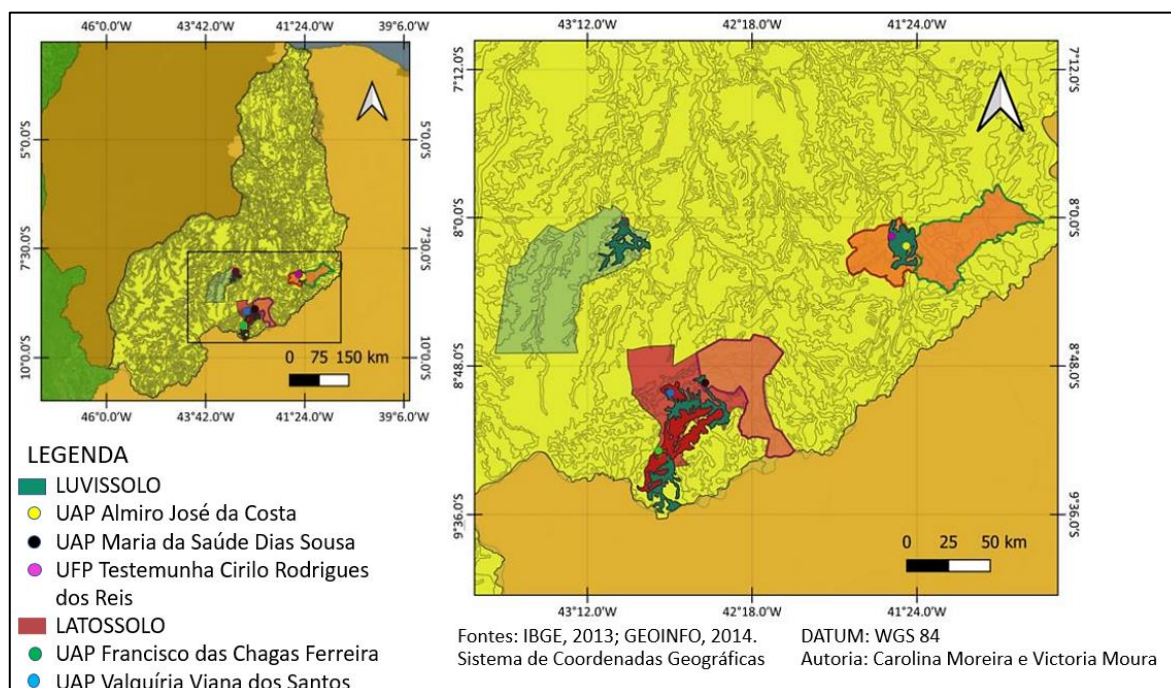 46°0.0'W 43°42.0'W 41°24.0'W 39°6.0'W
5°0.0'S 5°0.0'S
7°30.0'S 7°30.0'S
10°0.0'S 10°0.0'S
0 75 150 km
46°0.0'W 43°42.0'W 41°24.0'W 39°6.0'W
43°12.0'W 42°18.0'W 41°24.0'W
7°12.0'S 7°12.0'S
8°0.0'S 8°0.0'S
8°48.0'S 8°48.0'S
9°36.0'S 9°36.0'S
0 25 50 km
43°12.0'W 42°18.0'W 41°24.0'W
LEGENDA
LUVISSOLO
UAP Almiro José da Costa
UAP Maria da Saúde Dias Sousa
UFP Testemunha Cirilo Rodrigues
dos Reis
LATOSSOLO
UAP Francisco das Chagas Ferreira
UAP Valquíria Viana dos Santos
Fontes: IBGE, 2013; GEOINFO, 2014. DATUM: WGS 84
Sistema de Coordenadas Geográficas Autoria: Carolina Moreira e Victoria Moura